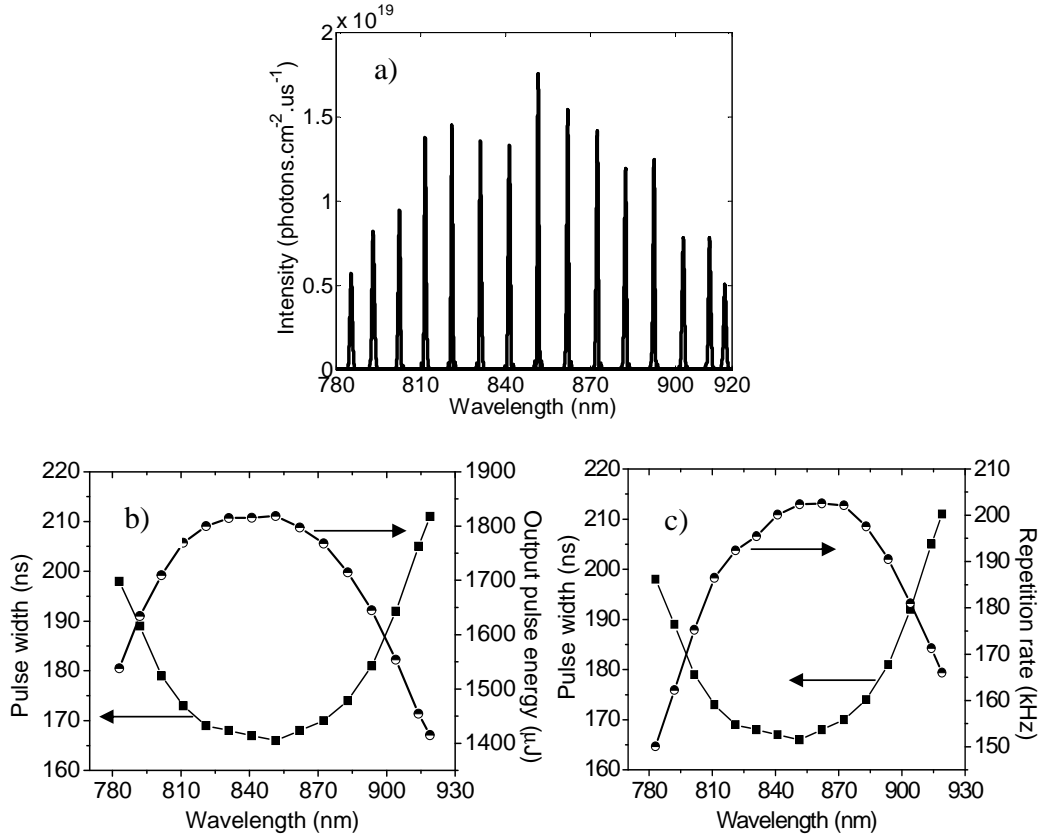 x 10^19
2
1.5
1
0.5
0
Intensity (photons.cm^-2.us^-1)
a)
780 810 840 870 900 920
Wavelength (nm)
220
210
200
190
180
170
160
Pulse width (ns)
b)
1900
1800
1700
1600
1500
1400
Output pulse energy (µJ)
780 810 840 870 900 930
Wavelength (nm)
220
210
200
190
180
170
160
Pulse width (ns)
c)
210
200
190
180
170
160
150
Repetition rate (kHz)
780 810 840 870 900 930
Wavelength (nm)